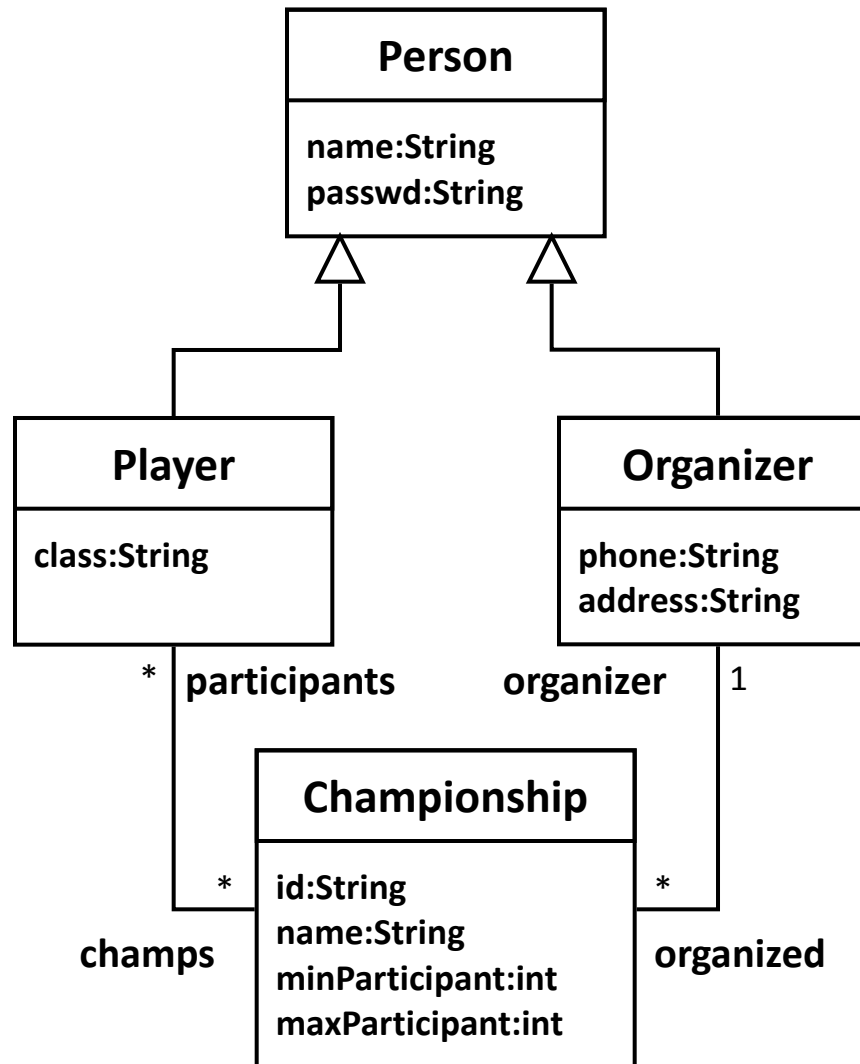 Person
name:String
passwd:String
Player
Organizer
class:String
phone:String
address:String
* participants
organizer 1
Championship
*
id:String
*
name:String
champs
organized
minParticipant:int
maxParticipant:int